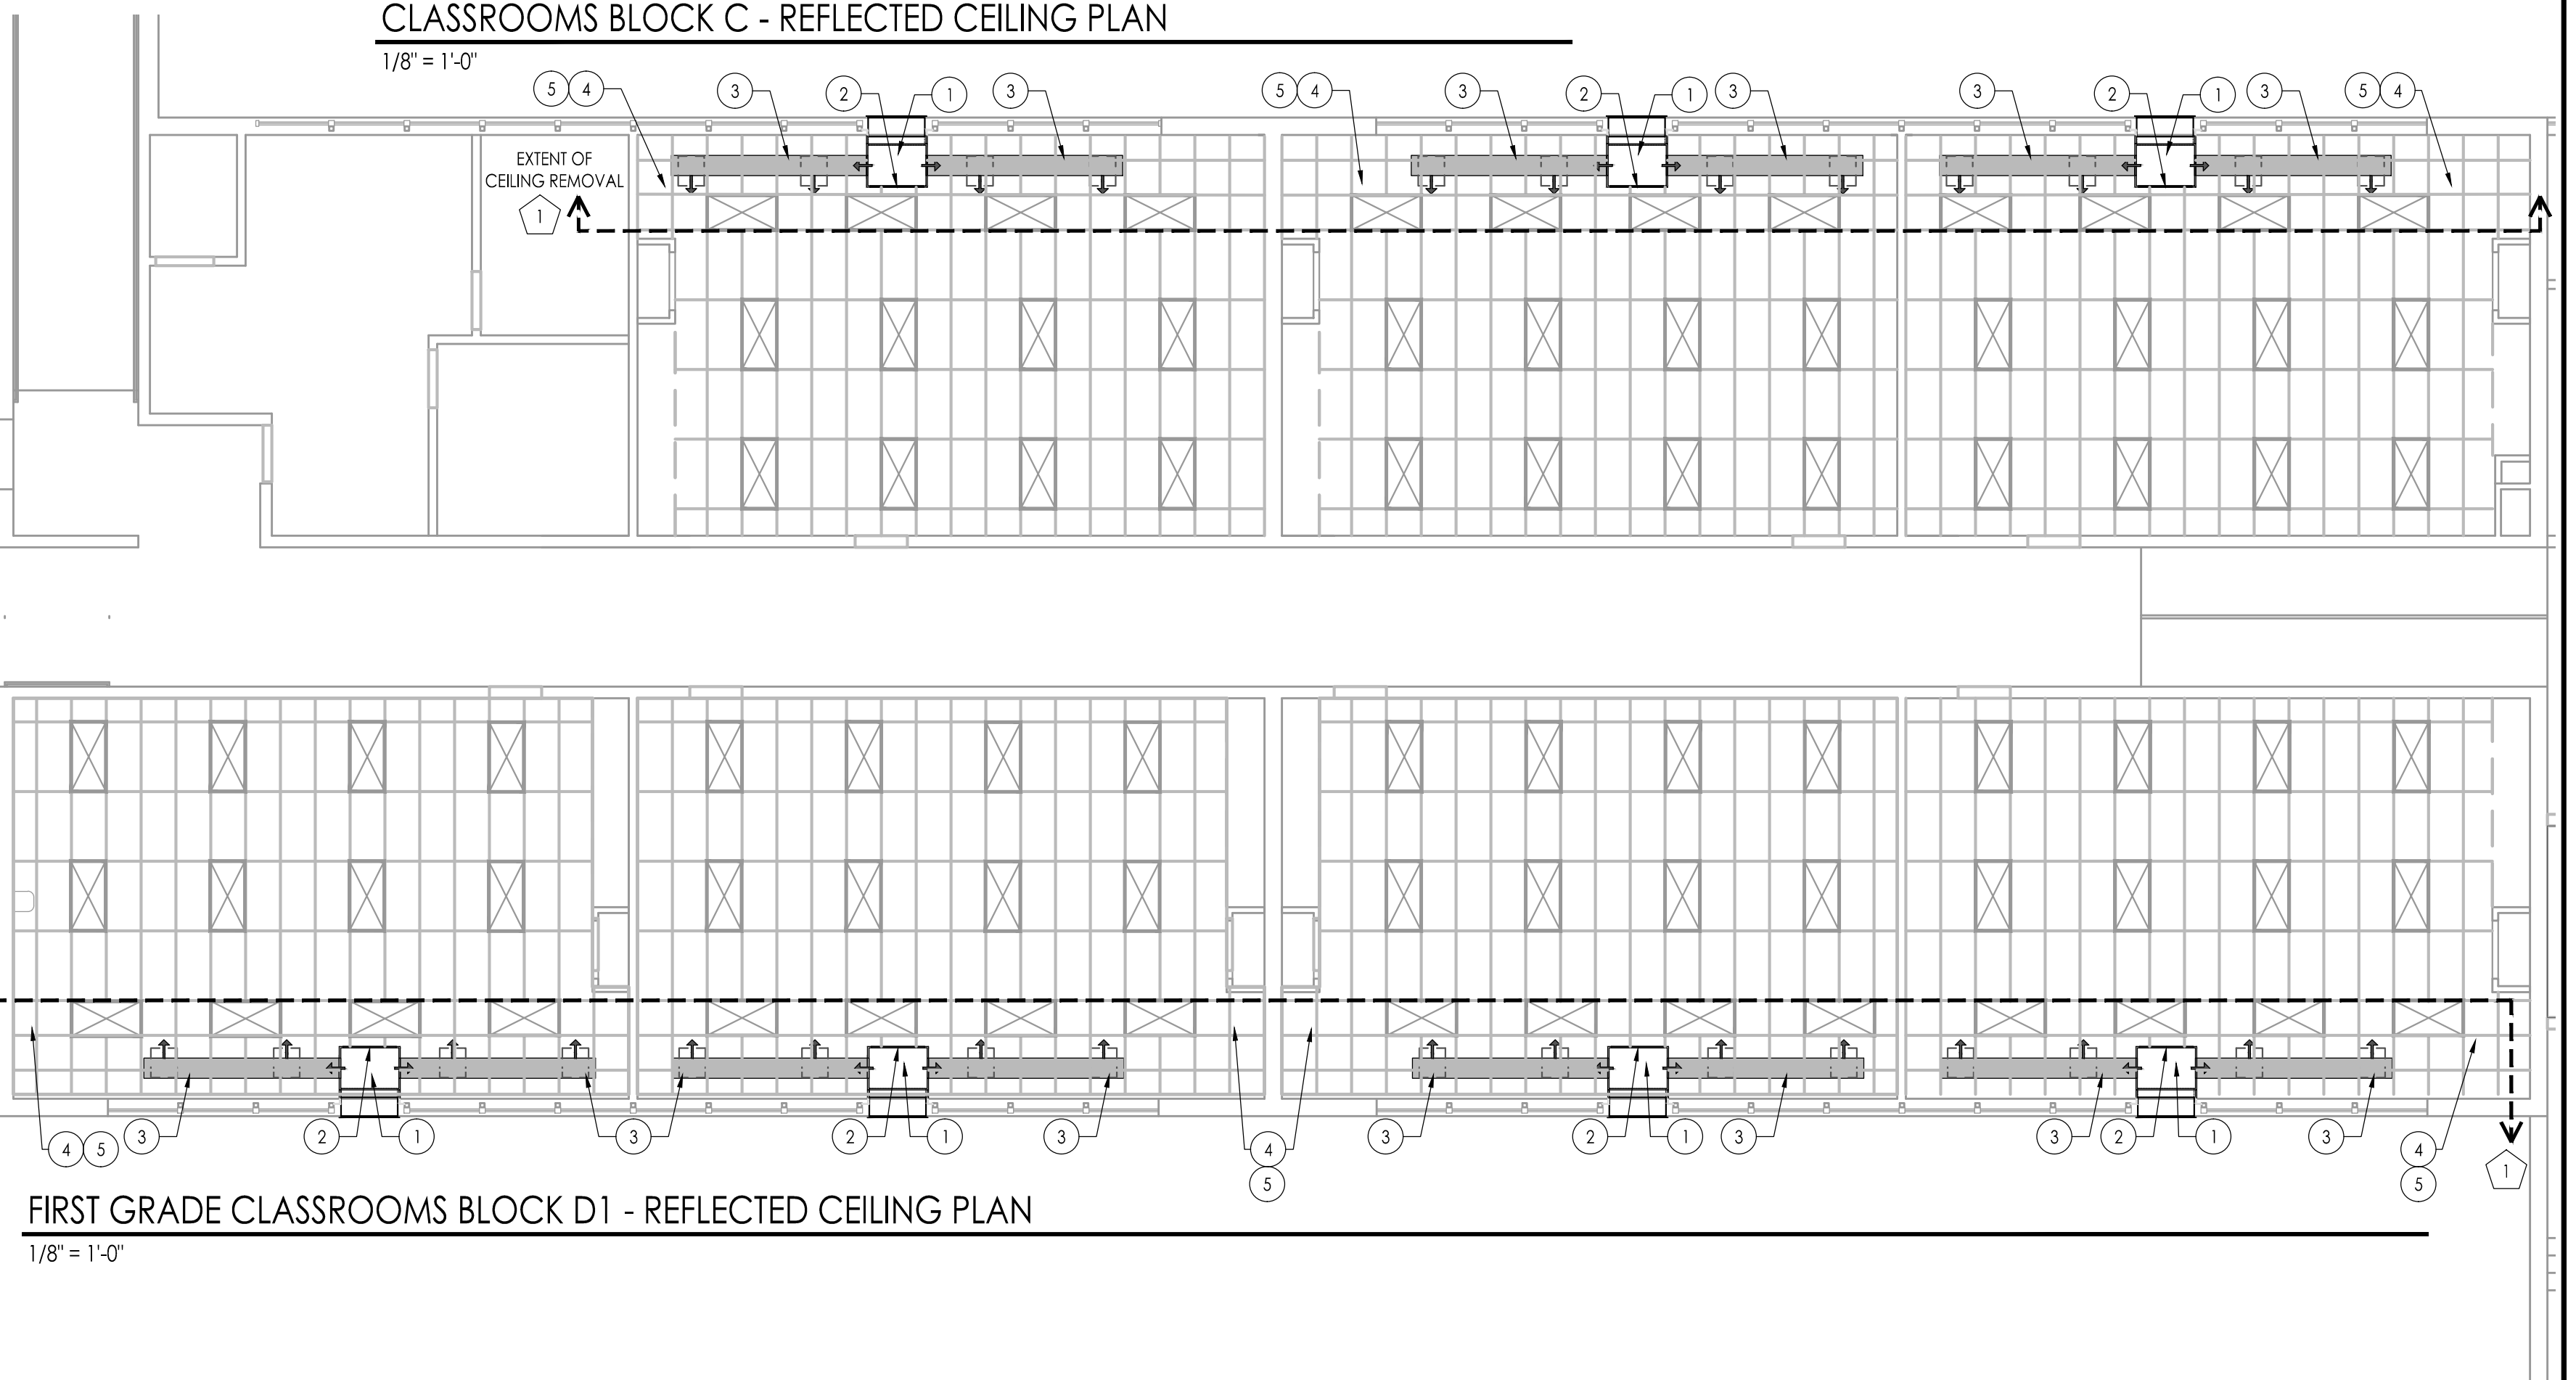 CLASSROOMS BLOCK C - REFLECTED CEILING PLAN
1/8" = 1'-0"
5 4 3 2 1 3 5 4 3 2 1 3 3 2 1 3 5 4
EXTENT OF
CEILING REMOVAL
1
4 5 3 2 1 3 2 1 3 4 3 2 1 3 3 2 1 3 4
5 5 1
FIRST GRADE CLASSROOMS BLOCK D1 - REFLECTED CEILING PLAN
1/8" = 1'-0"